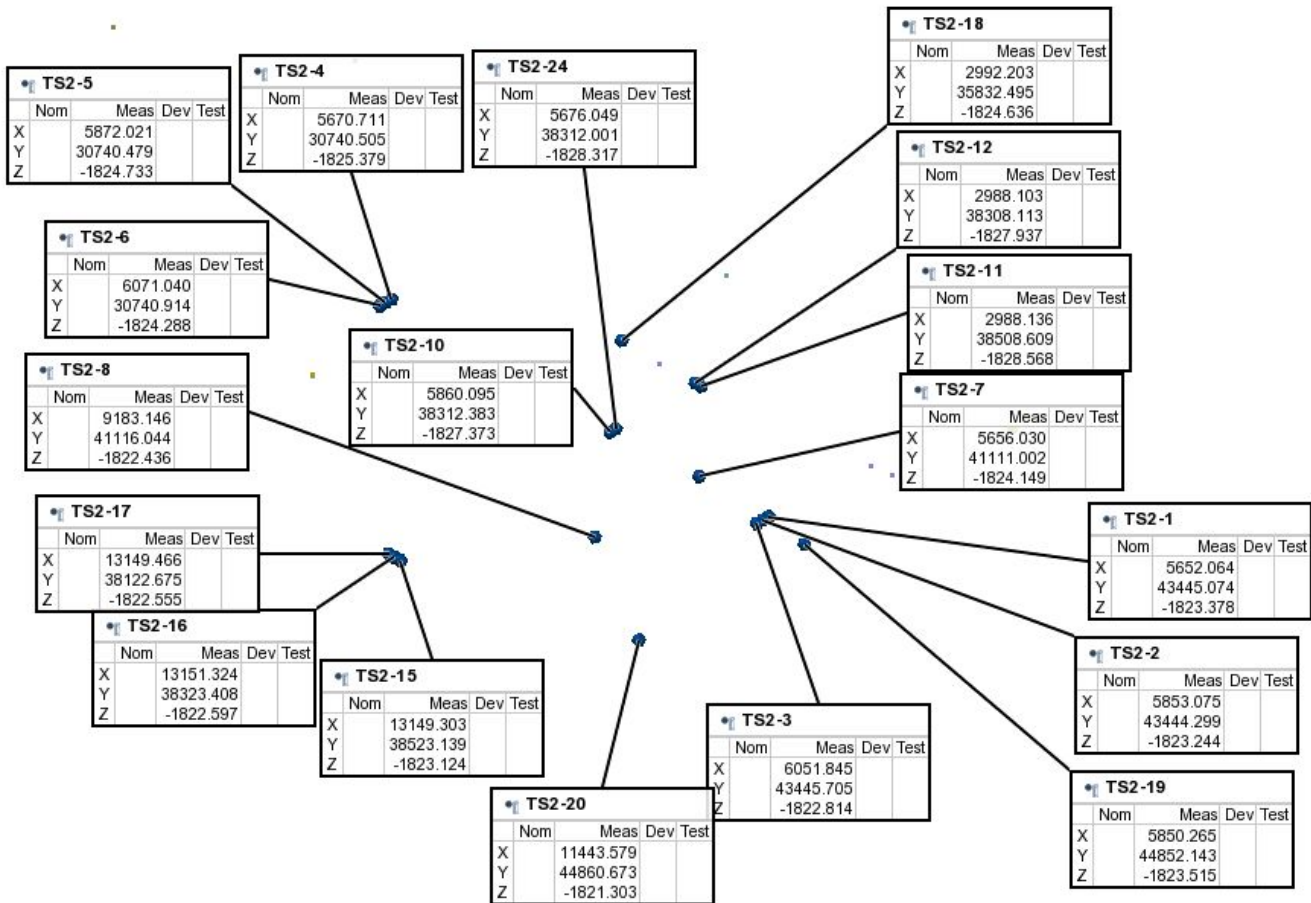 TS2-5
Nom Meas Dev Test
X 5872.021
Y 30740.479
Z -1824.733
TS2-4
Nom Meas Dev Test
X 5670.711
Y 30740.505
Z -1825.379
TS2-24
Nom Meas Dev Test
X 5676.049
Y 38312.001
Z -1828.317
TS2-18
Nom Meas Dev Test
X 2992.203
Y 35832.495
Z -1824.636
TS2-12
Nom Meas Dev Test
X 2988.103
Y 38308.113
Z -1827.937
TS2-6
Nom Meas Dev Test
X 6071.040
Y 30740.914
Z -1824.288
TS2-11
Nom Meas Dev Test
X 2988.136
Y 38508.609
Z -1828.568
TS2-10
Nom Meas Dev Test
X 5860.095
Y 38312.383
Z -1827.373
TS2-8
Nom Meas Dev Test
X 9183.146
Y 41116.044
Z -1822.436
TS2-7
Nom Meas Dev Test
X 5656.030
Y 41111.002
Z -1824.149
TS2-17
Nom Meas Dev Test
X 13149.466
Y 38122.675
Z -1822.555
TS2-1
Nom Meas Dev Test
X 5652.064
Y 43445.074
Z -1823.378
TS2-16
Nom Meas Dev Test
X 13151.324
Y 38323.408
Z -1822.597
TS2-15
Nom Meas Dev Test
X 13149.303
Y 38523.139
Z -1823.124
TS2-2
Nom Meas Dev Test
X 5853.075
Y 43444.299
Z -1823.244
TS2-3
Nom Meas Dev Test
X 6051.845
Y 43445.705
Z -1822.814
TS2-20
Nom Meas Dev Test
X 11443.579
Y 44860.673
Z -1821.303
TS2-19
Nom Meas Dev Test
X 5850.265
Y 44852.143
Z -1823.515